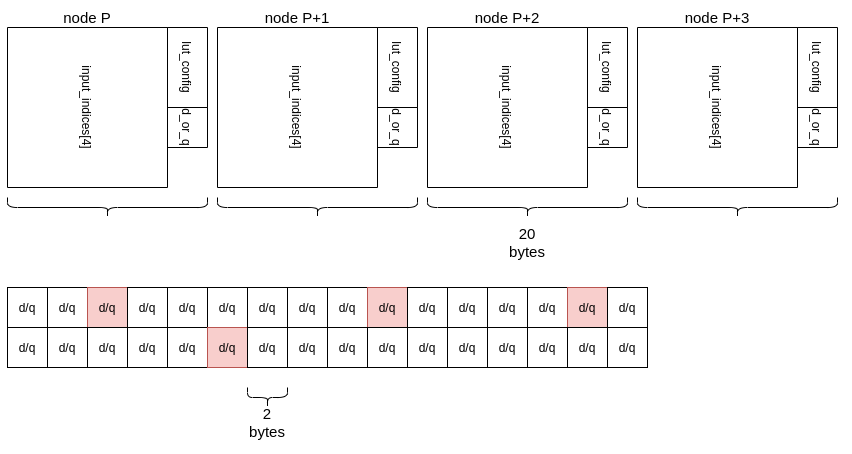 node P node P+1 node P+2 node P+3
input_indices[4] lut_config input_indices[4] lut_config input_indices[4] lut_config input_indices[4] lut_config
d_or_q d_or_q d_or_q d_or_q
20
bytes
d/q d/q d/q d/q d/q d/q d/q d/q d/q d/q d/q d/q d/q d/q d/q d/q
d/q d/q d/q d/q d/q d/q d/q d/q d/q d/q d/q d/q d/q d/q d/q d/q
2
bytes